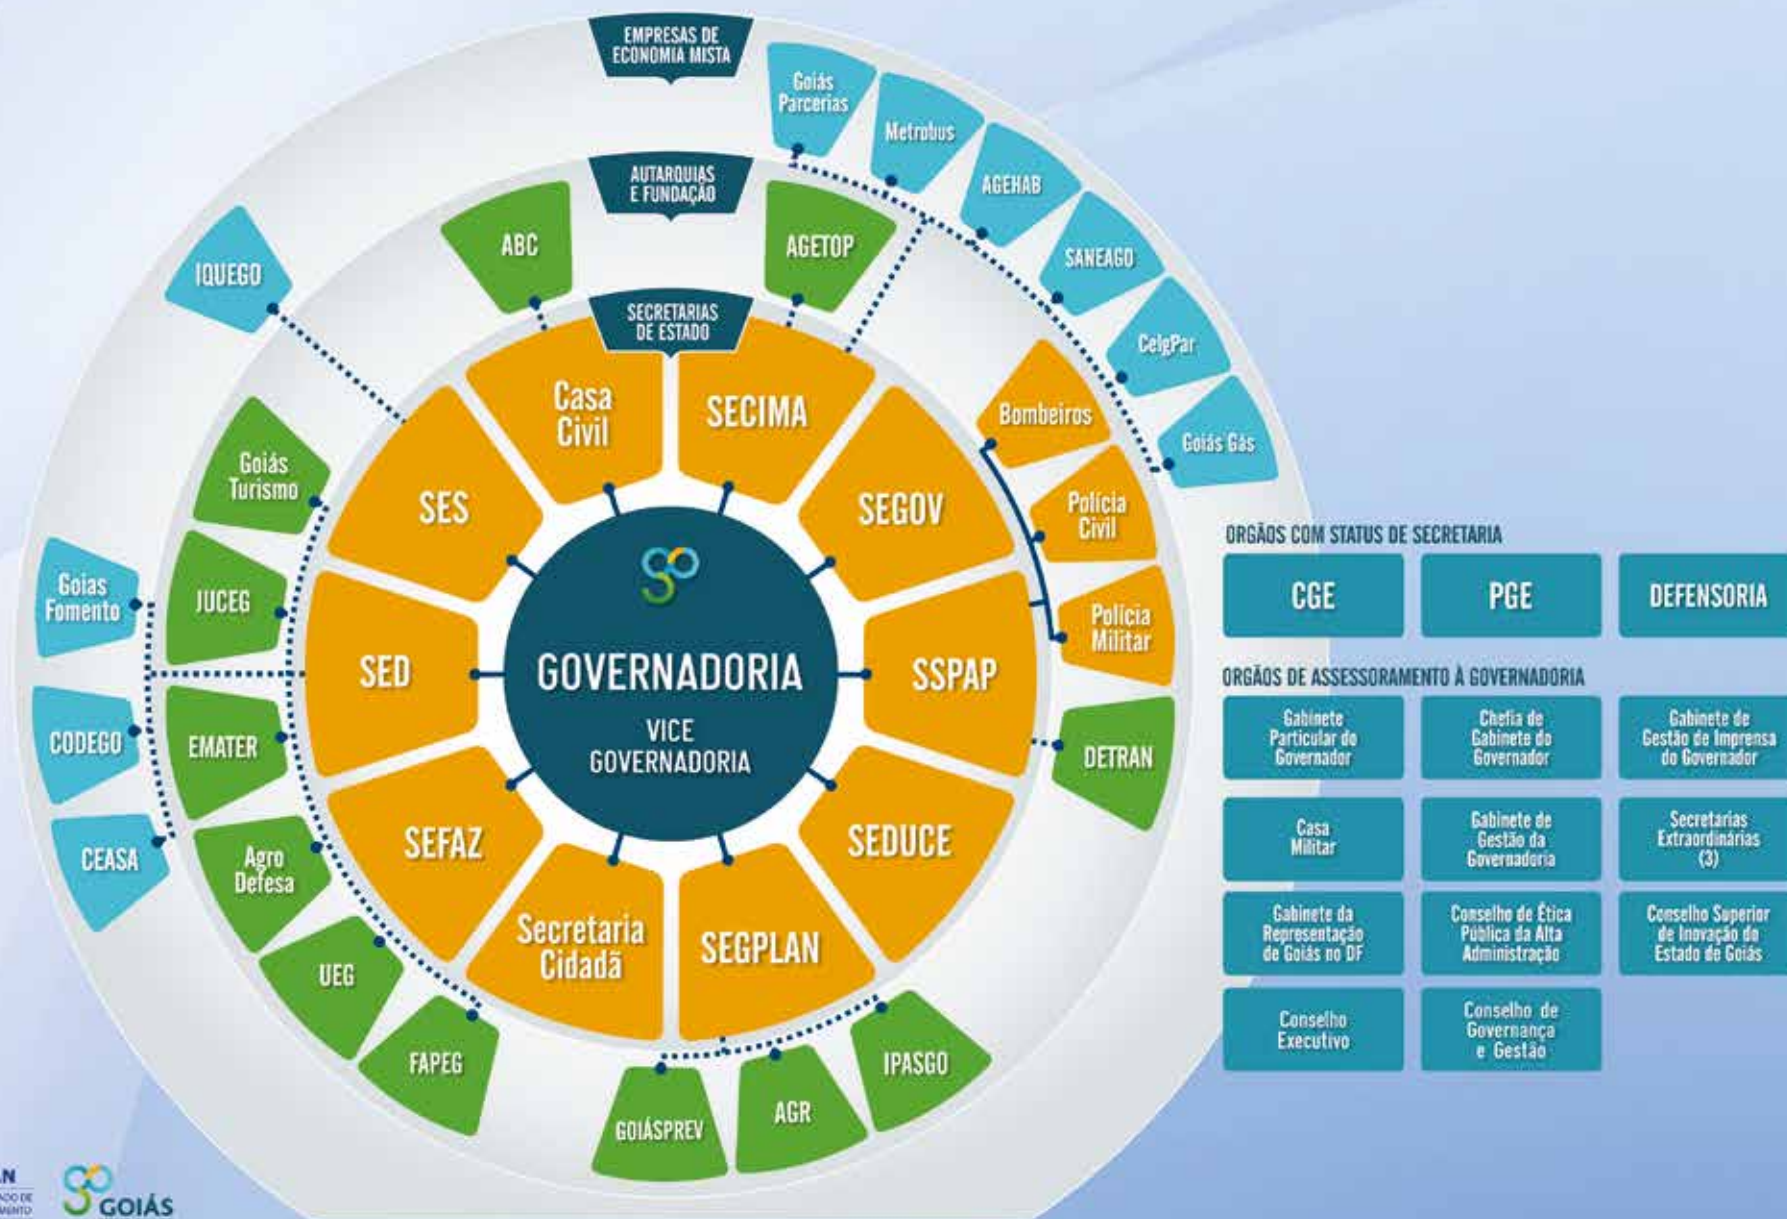 EMPRESAS DE
ECONOMIA MISTA
Goiás
Parcerias
Metrobus
AGEHAB
SANEAGO
CelgPar
Goiás Gás
IQUEGO
Goias
Fomento
CODEGO
CEASA
AUTARQUIAS
E FUNDAÇÃO
ABC
AGETOP
Goiás
Turismo
JUCEG
EMATER
Agro
Defesa
UEG
FAPEG
GOIÁSPREV
AGR
IPASGO
DETRAN
Bombeiros
Polícia
Civil
Polícia
Militar
SECRETARIAS
DE ESTADO
Casa
Civil
SECIMA
SES
SEGOV
SED
SSPAP
SEFAZ
SEDUCE
Secretaria
Cidadã
SEGPLAN
GOVERNADORIA
VICE
GOVERNADORIA
ORGÃOS COM STATUS DE SECRETARIA
CGE
PGE
DEFENSORIA
ORGÃOS DE ASSESSORAMENTO À GOVERNADORIA
Gabinete
Particular do
Governador
Chefia de
Gabinete do
Governador
Gabinete de
Gestão de Imprensa
do Governador
Casa
Militar
Gabinete de
Gestão da
Governadoria
Secretarias
Extraordinárias
(3)
Gabinete da
Representação
de Goiás no DF
Conselho de Ética
Pública da Alta
Administração
Conselho Superior
de Inovação do
Estado de Goiás
Conselho
Executivo
Conselho de
Governança
e Gestão
GOIÁS